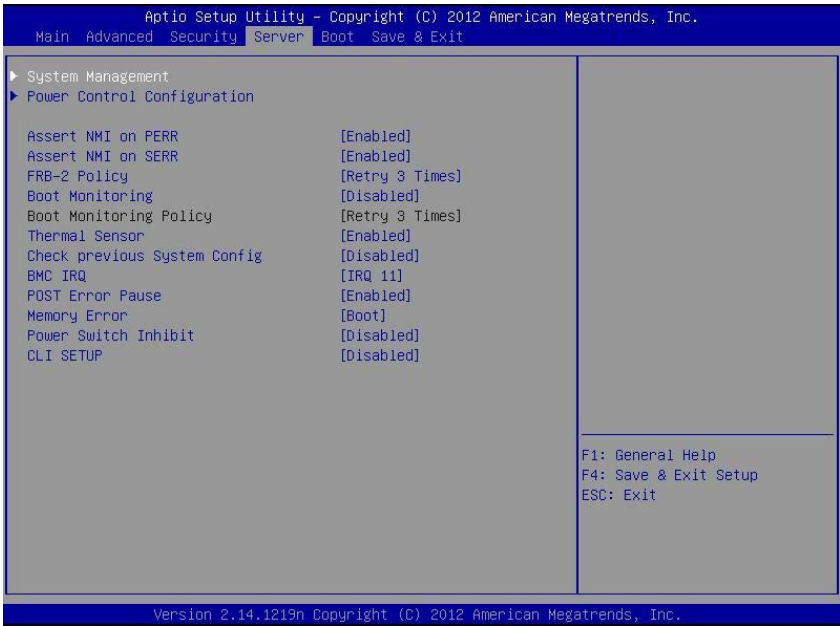 Aptio Setup Utility – Copyright (C) 2012 American Megatrends, Inc.
Main Advanced Security Server Boot Save & Exit
System Management
Power Control Configuration
Assert NMI on PERR [Enabled]
Assert NMI on SERR [Enabled]
FRB-2 Policy [Retry 3 Times]
Boot Monitoring [Disabled]
Boot Monitoring Policy [Retry 3 Times]
Thermal Sensor [Enabled]
Check previous System Config [Disabled]
BMC IRQ [IRQ 11]
POST Error Pause [Enabled]
Memory Error [Boot]
Power Switch Inhibit [Disabled]
CLI SETUP [Disabled]
F1: General Help
F4: Save & Exit Setup
ESC: Exit
Version 2.14.1219n Copyright (C) 2012 American Megatrends, Inc.